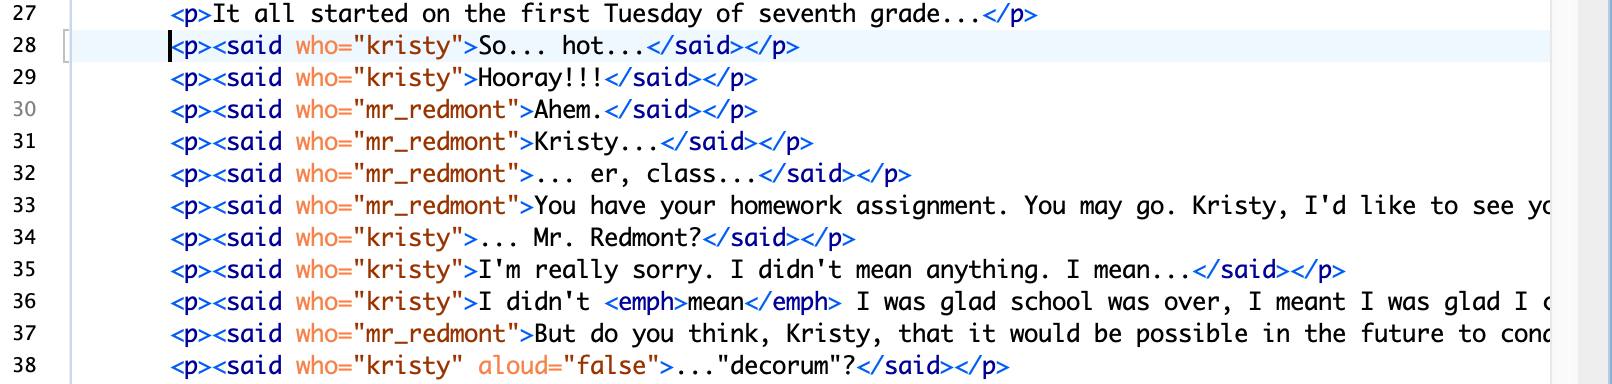 27 <p>It all started on the first Tuesday of seventh grade...</p>
28 <p><said who="kristy">So... hot...</said></p>
29 <p><said who="kristy">Hooray!!!</said></p>
30 <p><said who="mr_redmont">Ahem.</said></p>
31 <p><said who="mr_redmont">Kristy...</said></p>
32 <p><said who="mr_redmont">... er, class...</said></p>
33 <p><said who="mr_redmont">You have your homework assignment. You may go. Kristy, I'd like to see
34 <p><said who="kristy">... Mr. Redmont?</said></p>
35 <p><said who="kristy">I'm really sorry. I didn't mean anything. I mean...</said></p>
36 <p><said who="kristy">I didn't <emph>mean</emph> I was glad school was over, I meant I was glad I
37 <p><said who="mr_redmont">But do you think, Kristy, that it would be possible in the future to
38 <p><said who="kristy" aloud="false">..."decorum"?</said></p>